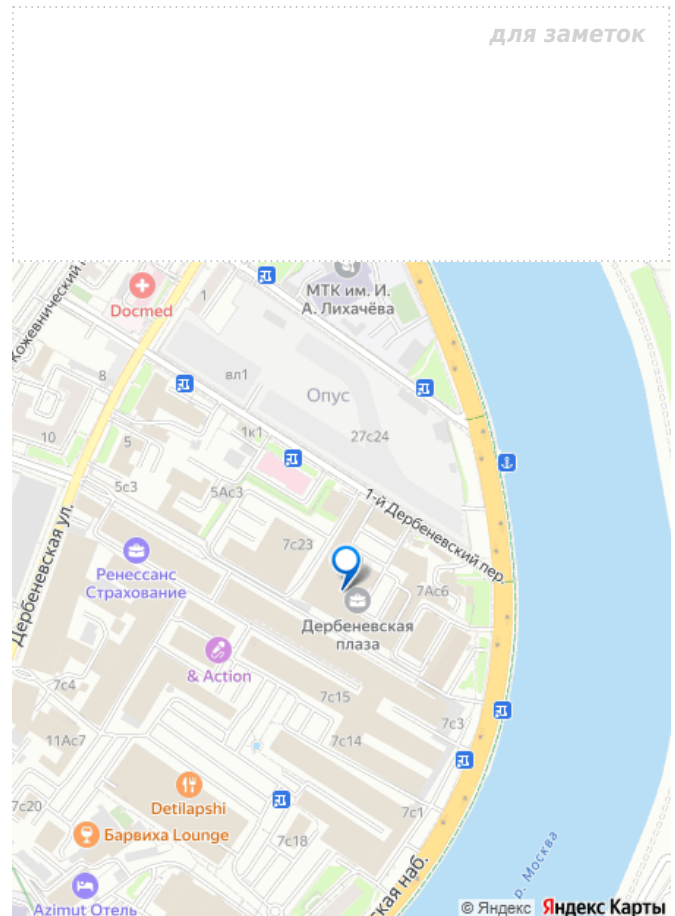 для заметок
Кожевнический
Docmed
1
МТК им. И.
А. Лихачёва
8
вл1
Опус
10
5
1к1
27с24
5с3
5Ас3
1-й Дербеневский пер.
Дербеневская ул.
7с23
Ренессанс
Страхование
7Ас6
Дербеневская
плаза
& Action
7с4
7с15
7с3
11Ас7
7с14
7с20
Detilapshi
7с1
Барвиха Lounge
7с18
ская наб.
р. Москва
Azimut Отель
© Яндекс Яндекс Карты